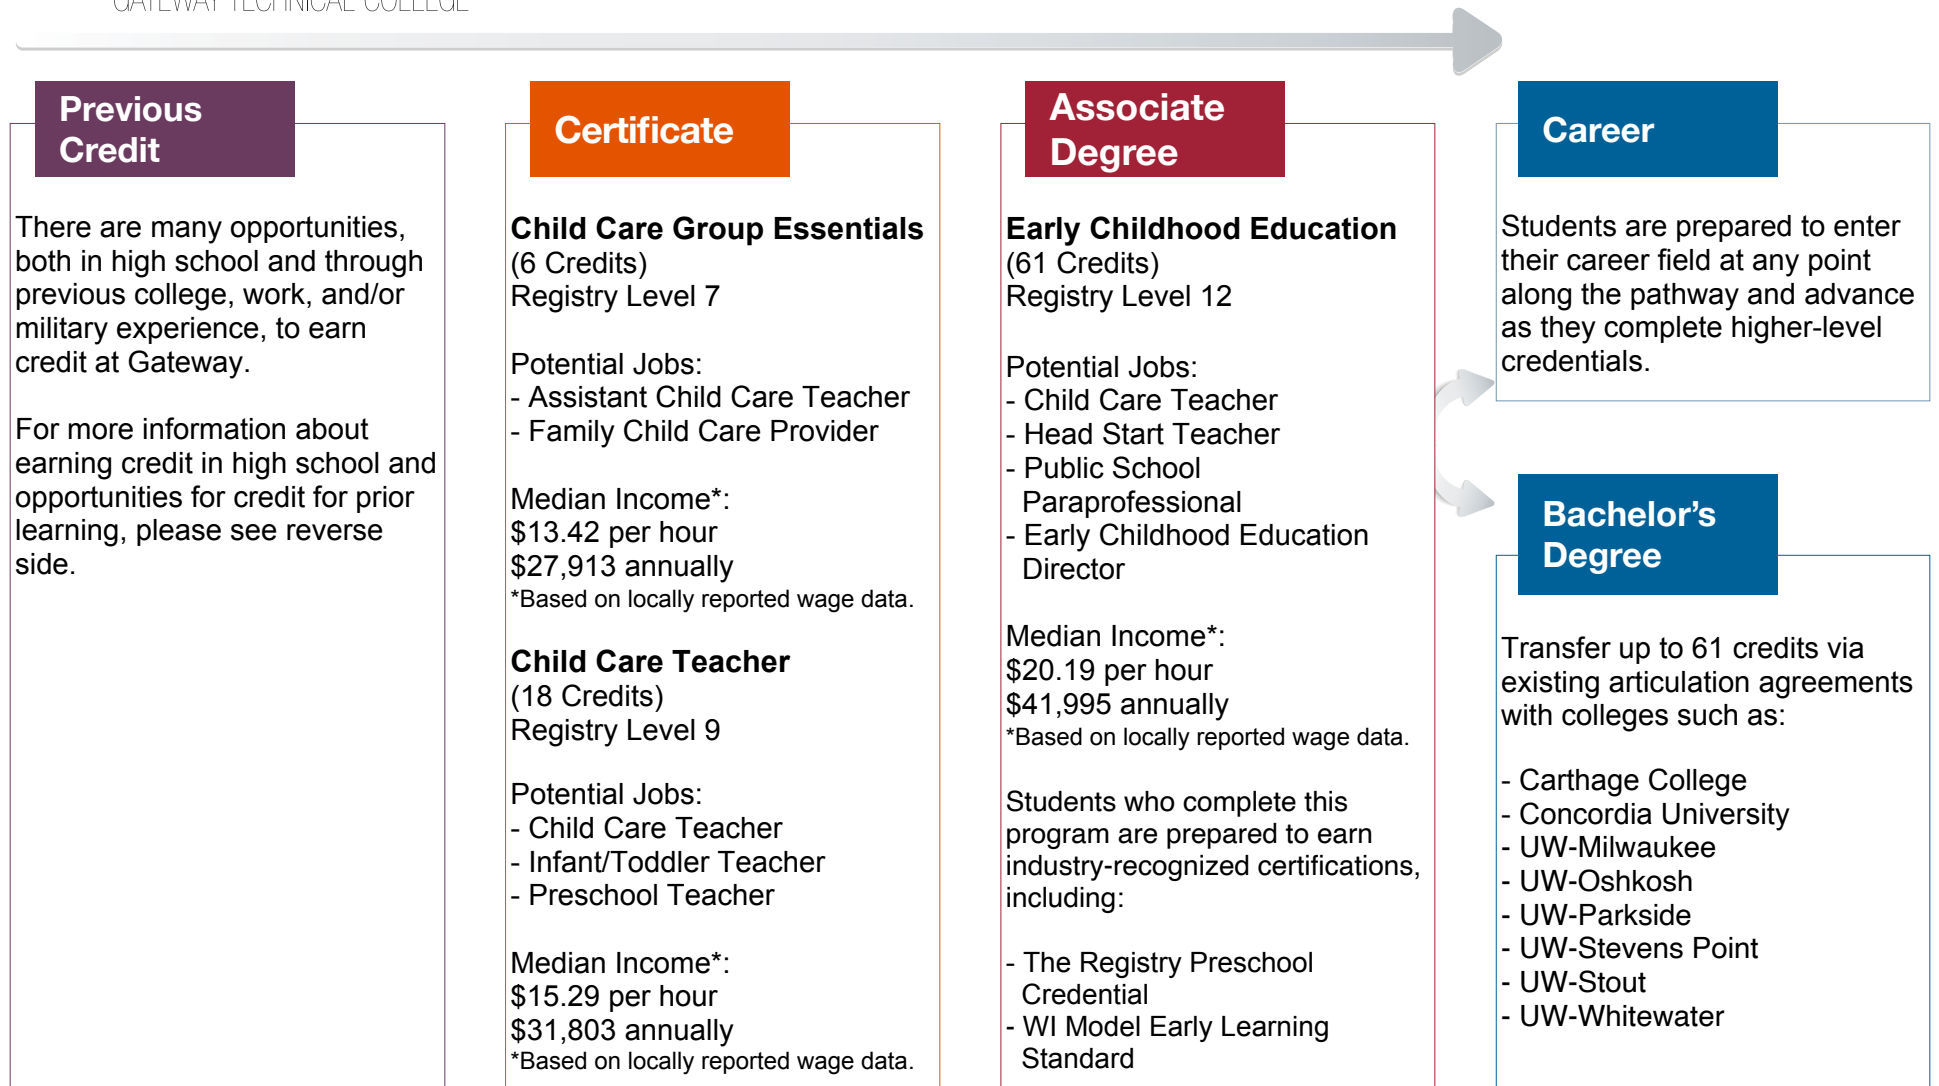 GATEWAY TECHNICAL COLLEGE
Previous
Credit
There are many opportunities,
both in high school and through
previous college, work, and/or
military experience, to earn
credit at Gateway.
For more information about
earning credit in high school and
opportunities for credit for prior
learning, please see reverse
side.
Certificate
Child Care Group Essentials
(6 Credits)
Registry Level 7
Potential Jobs:
- Assistant Child Care Teacher
- Family Child Care Provider
Median Income*:
$13.42 per hour
$27,913 annually
*Based on locally reported wage data.
Child Care Teacher
(18 Credits)
Registry Level 9
Potential Jobs:
- Child Care Teacher
- Infant/Toddler Teacher
- Preschool Teacher
Median Income*:
$15.29 per hour
$31,803 annually
*Based on locally reported wage data.
Associate
Degree
Early Childhood Education
(61 Credits)
Registry Level 12
Potential Jobs:
- Child Care Teacher
- Head Start Teacher
- Public School
Paraprofessional
- Early Childhood Education
Director
Median Income*:
$20.19 per hour
$41,995 annually
*Based on locally reported wage data.
Students who complete this
program are prepared to earn
industry-recognized certifications,
including:
- The Registry Preschool
Credential
- WI Model Early Learning
Standard
Career
Students are prepared to enter
their career field at any point
along the pathway and advance
as they complete higher-level
credentials.
Bachelor's
Degree
Transfer up to 61 credits via
existing articulation agreements
with colleges such as:
- Carthage College
- Concordia University
- UW-Milwaukee
- UW-Oshkosh
- UW-Parkside
- UW-Stevens Point
- UW-Stout
- UW-Whitewater